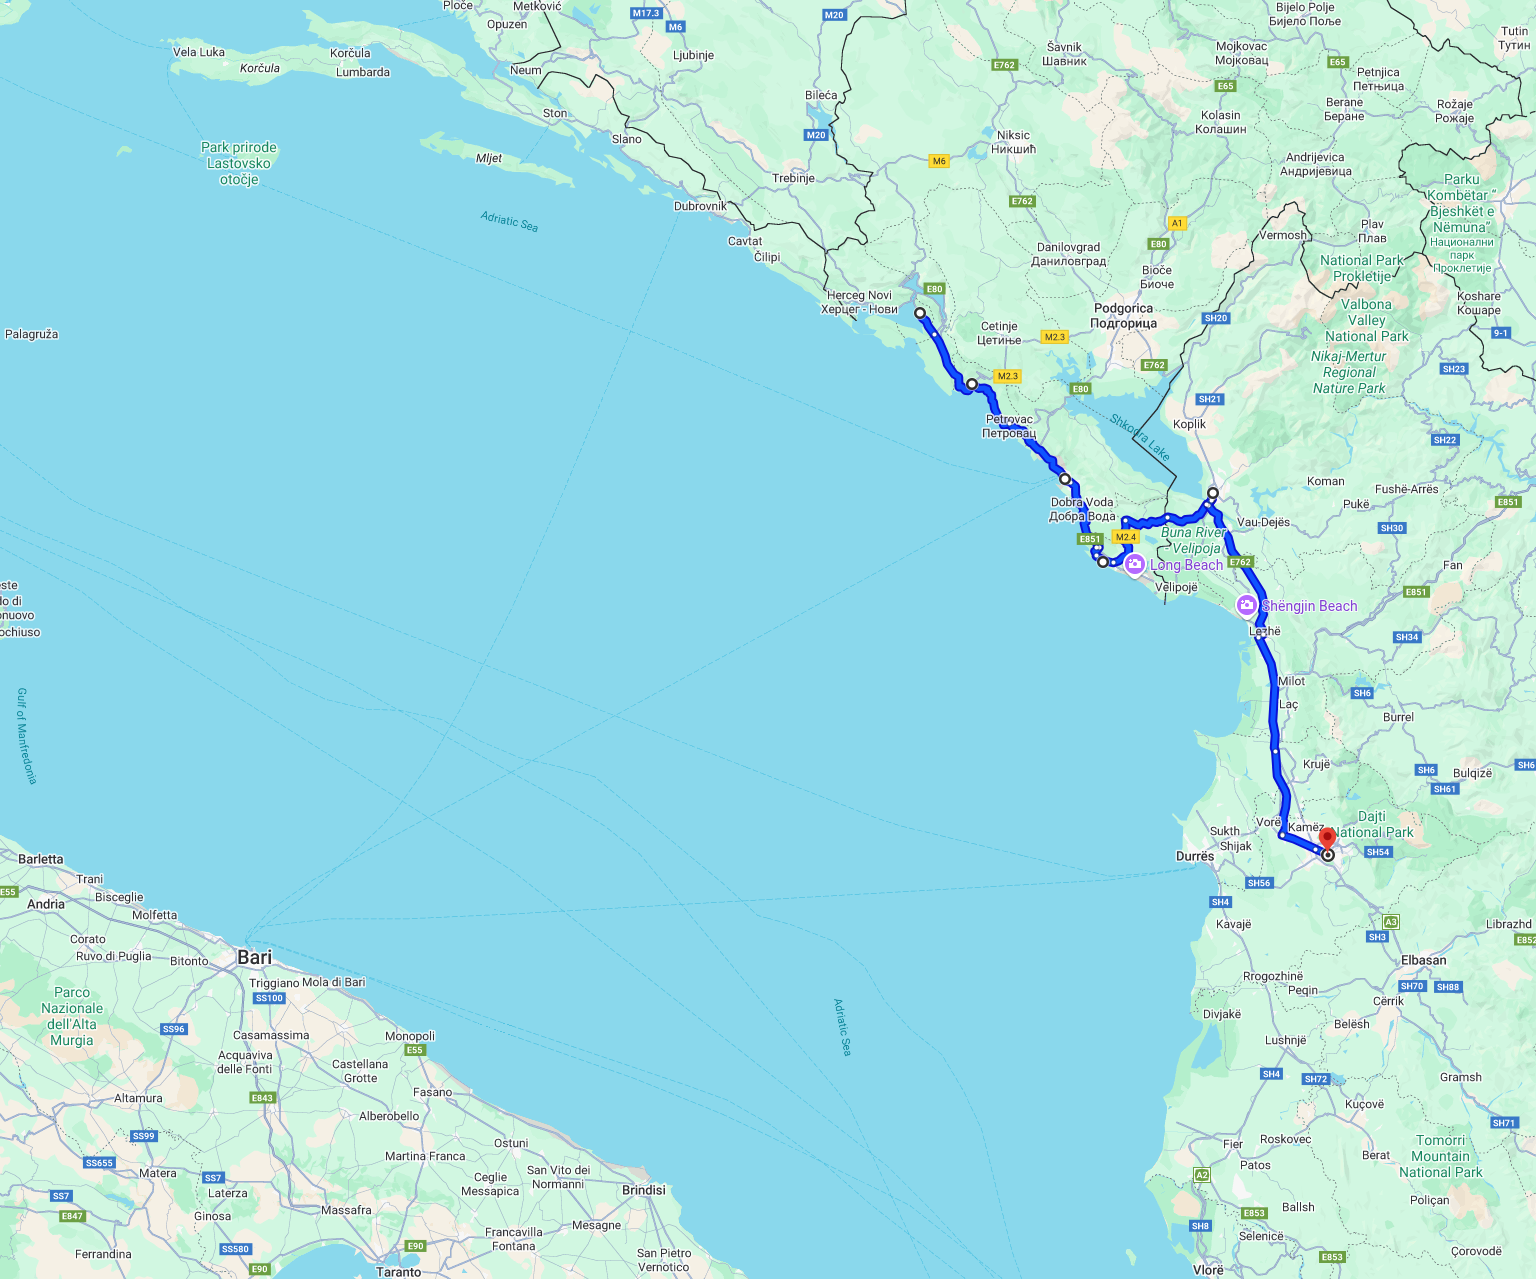 Ploče
Metković
Opuzen
M17.3
M6
M20
Bijelo Polje
Бијело Поље
Vela Luka
Korčula
Korčula
Lumbarda
Neum
Ljubinje
Šavnik
Шавник
E762
Mojkovac
Мојковац
E65
Tutin
Тутин
E65
Petnjica
Петњица
Bileća
Ston
Slano
M20
Kolasin
Колашин
Berane
Беране
Rožaje
Рожаје
Park prirode
Lastovsko
otočje
Mljet
Niksic
Никшић
M6
Trebinje
Andrijevica
Андријевица
Parku
Kombëtar “
Bjeshkët e
Nëmuna”
Национални
парк
Проклетије
Dubrovnik
E762
Adriatic Sea
A1
E80
Cavtat
Čilipi
Danilovgrad
Даниловград
Vermosh
Plav
Плав
National Park
Prokletije
Bioče
Биоче
Herceg Novi
Херцег - Нови
E80
Podgorica
Подгорица
SH20
Valbona
Valley
National Park
Koshare
Кошаре
Palagruža
Cetinje
Цетиње
M2.3
9-1
Nikaj-Mertur
Regional
Nature Park
M2.3
E762
SH23
E80
SH21
Petrovac
Петровац
Shkodra Lake
Koplik
SH22
Koman
Fushë-Arrës
Pukë
E851
Dobra Voda
Добра Вода
Vau-Dejës
SH30
E851
M2.4
Buna River
Velipoja
Long Beach
E762
Fan
Velipojë
E851
Shëngjin Beach
este
do di
onuovo
ochiuso
Lezhë
SH34
Milot
Laç
SH6
Burrel
Gulf of Manfredonia
Krujë
SH6
Bulqizë
SH6
SH61
Vorë
Kamëz
Dajti
National Park
Sukth
Shijak
Durrës
SH54
Barletta
Trani
E55
Andria
Bisceglie
Molfetta
SH56
SH4
Kavajë
A3
SH3
Librazhd
E852
Corato
Ruvo di Puglia
Bitonto
Bari
Elbasan
Triggiano
Mola di Bari
SS100
Rrogozhinë
Peqin
SH70
SH88
Cërrik
Parco
Nazionale
dell'Alta
Murgia
SS96
Casamassima
Monopoli
E55
Adriatic Sea
Divjakë
Belësh
Lushnjë
Acquaviva
delle Fonti
Castellana
Grotte
Fasano
SH4
SH72
Gramsh
Altamura
E843
Alberobello
Kuçovë
SS99
Ostuni
Fier
Roskovec
SH71
SS655
Matera
Martina Franca
Patos
Berat
Tomorri
Mountain
National Park
SS7
SS7
Laterza
Ceglie
Messapica
San Vito dei
Normanni
Brindisi
A2
Poliçan
E847
Ginosa
Massafra
Mesagne
Ballsh
E853
SS580
E90
Francavilla
Fontana
SH8
Selenicë
Ferrandina
E90
Taranto
San Pietro
Vernotico
Vlorë
E853
Çorovodë